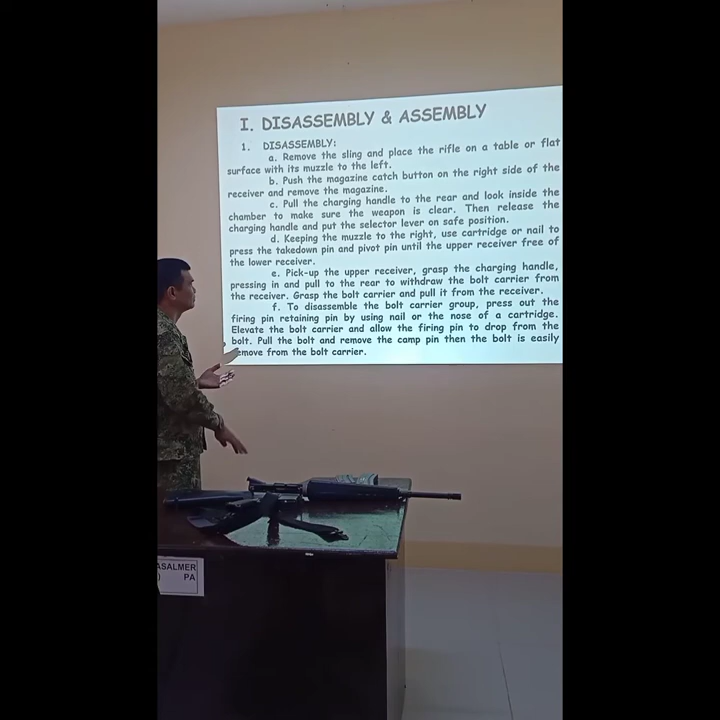 I. DISASSEMBLY & ASSEMBLY
1. DISASSEMBLY:
a. Remove the sling and place the rifle on a table or flat
surface with its muzzle to the left.
b. Push the magazine catch button on the right side of the
receiver and remove the magazine.
c. Pull the charging handle to the rear and look inside the
chamber to make sure the weapon is clear. Then release the
charging handle and put the selector lever on safe position.
d. Keeping the muzzle to the right, use cartridge or nail to
press the takedown pin and pivot pin until the upper receiver free of
the lower receiver.
e. Pick-up the upper receiver, grasp the charging handle,
pressing in and pull to the rear to withdraw the bolt carrier from
the receiver. Grasp the bolt carrier and pull it from the receiver.
f. To disassemble the bolt carrier group, press out the
firing pin retaining pin by using nail or the nose of a cartridge.
Elevate the bolt carrier and allow the firing pin to drop from the
bolt. Pull the bolt and remove the camp pin then the bolt is easily
emove from the bolt carrier.
ASALMER
) PA